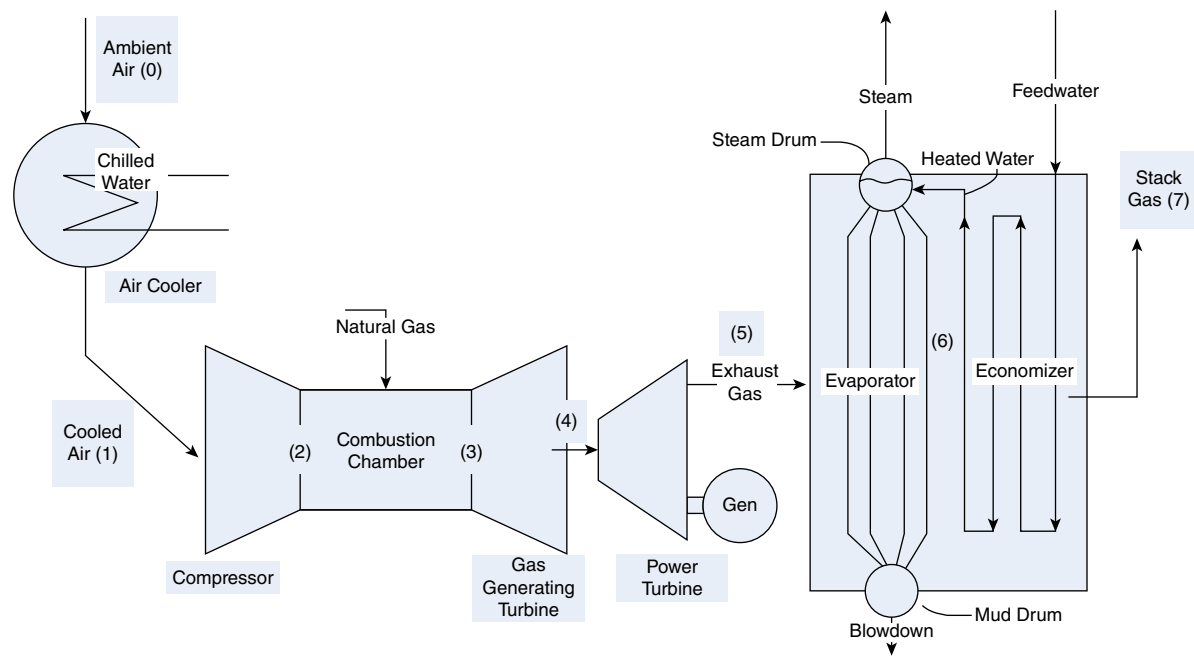 Ambient
Air (0)
Chilled
Water
Air Cooler
Cooled
Air (1)
Compressor
Natural Gas
(2)
Combustion
Chamber
(3)
(4)
Gas
Generating
Turbine
Power
Turbine
Gen
(5)
Exhaust
Gas
Steam
Steam Drum
Heated Water
Feedwater
Stack
Gas (7)
Evaporator
(6)
Economizer
Mud Drum
Blowdown